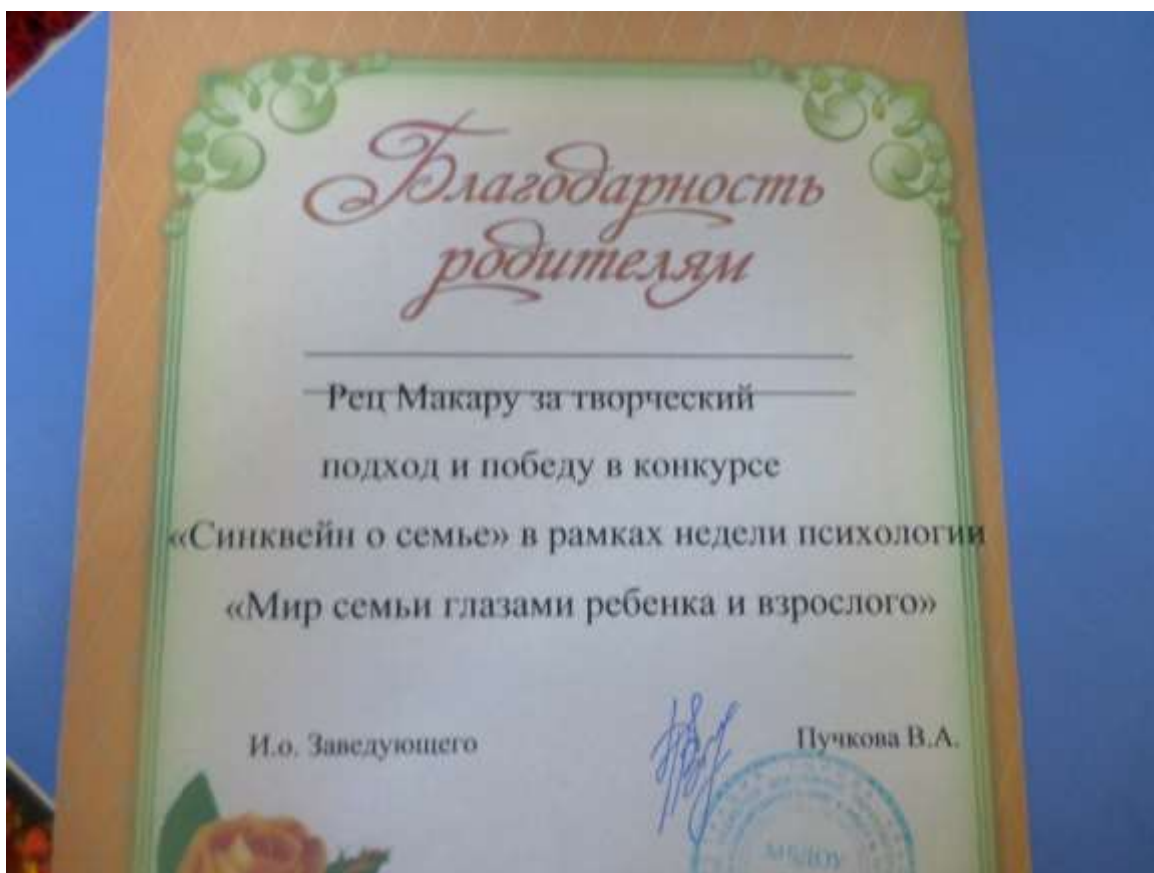 Благодарность
родителям
Рец Макару за творческий
подход и победу в конкурсе
«Синквейн о семье» в рамках недели психологии
«Мир семьи глазами ребенка и взрослого»
И.о. Заведующего Пучкова В.А.
МБДОУ